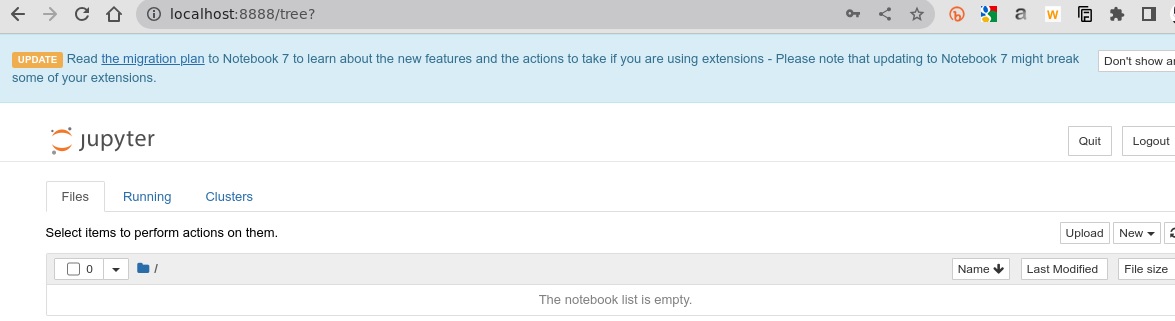 localhost:8888/tree?
UPDATE Read the migration plan to Notebook 7 to learn about the new features and the actions to take if you are using extensions - Please note that updating to Notebook 7 might break
some of your extensions.
Don't show
jupyter
Quit Logout
Files Running Clusters
Select items to perform actions on them.
Upload New
0 / Name Last Modified File size
The notebook list is empty.